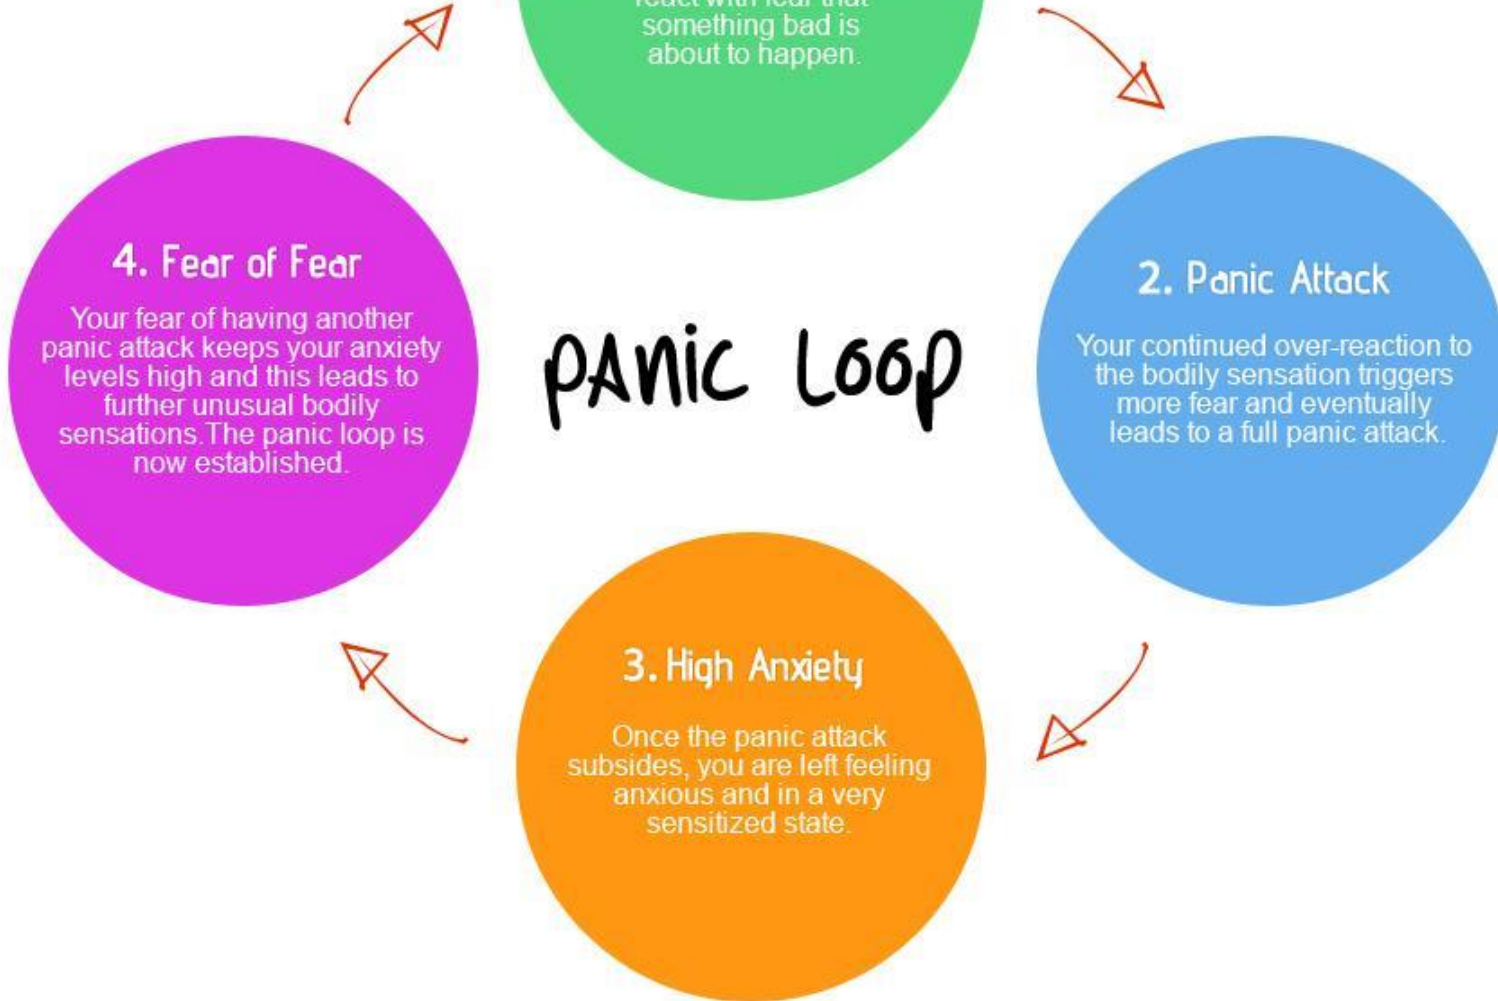 react with fear that
something bad is
about to happen.
2. Panic Attack
Your continued over-reaction to
the bodily sensation triggers
more fear and eventually
leads to a full panic attack.
3. High Anxiety
Once the panic attack
subsides, you are left feeling
anxious and in a very
sensitized state.
4. Fear of Fear
Your fear of having another
panic attack keeps your anxiety
levels high and this leads to
further unusual bodily
sensations.The panic loop is
now established.
PANIC LOOP